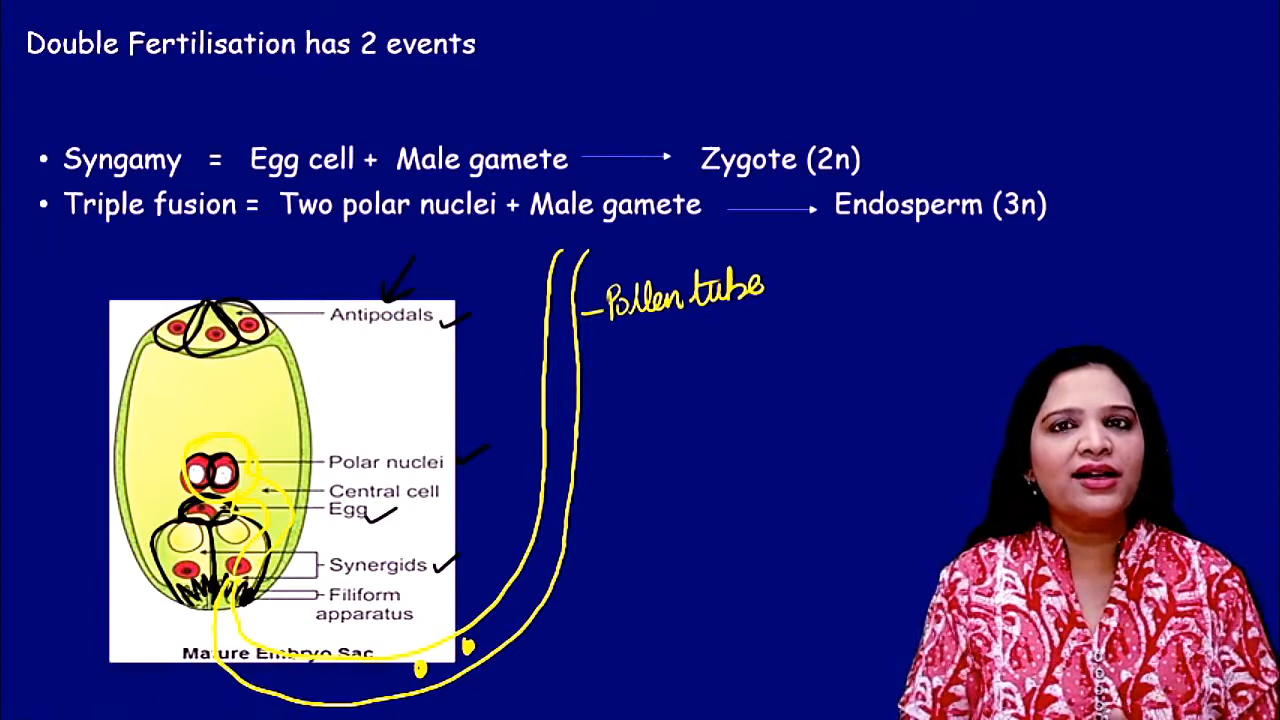 Double Fertilisation has 2 events
• Syngamy = Egg cell + Male gamete → Zygote (2n)
• Triple fusion = Two polar nuclei + Male gamete → Endosperm (3n)
Pollen tube
Antipodals
Polar nuclei
Central cell
Egg
Synergids
Filiform
apparatus
Mature Embryo Sac